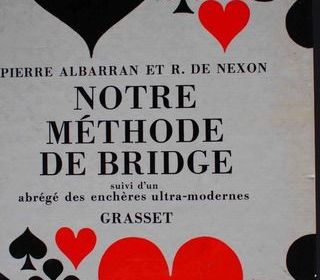 PIERRE ALBARRAN ET R. DE NEXON
NOTRE
MÉTHODE
DE BRIDGE
suivi d'un
abrégé des enchères ultra-modernes
GRASSET